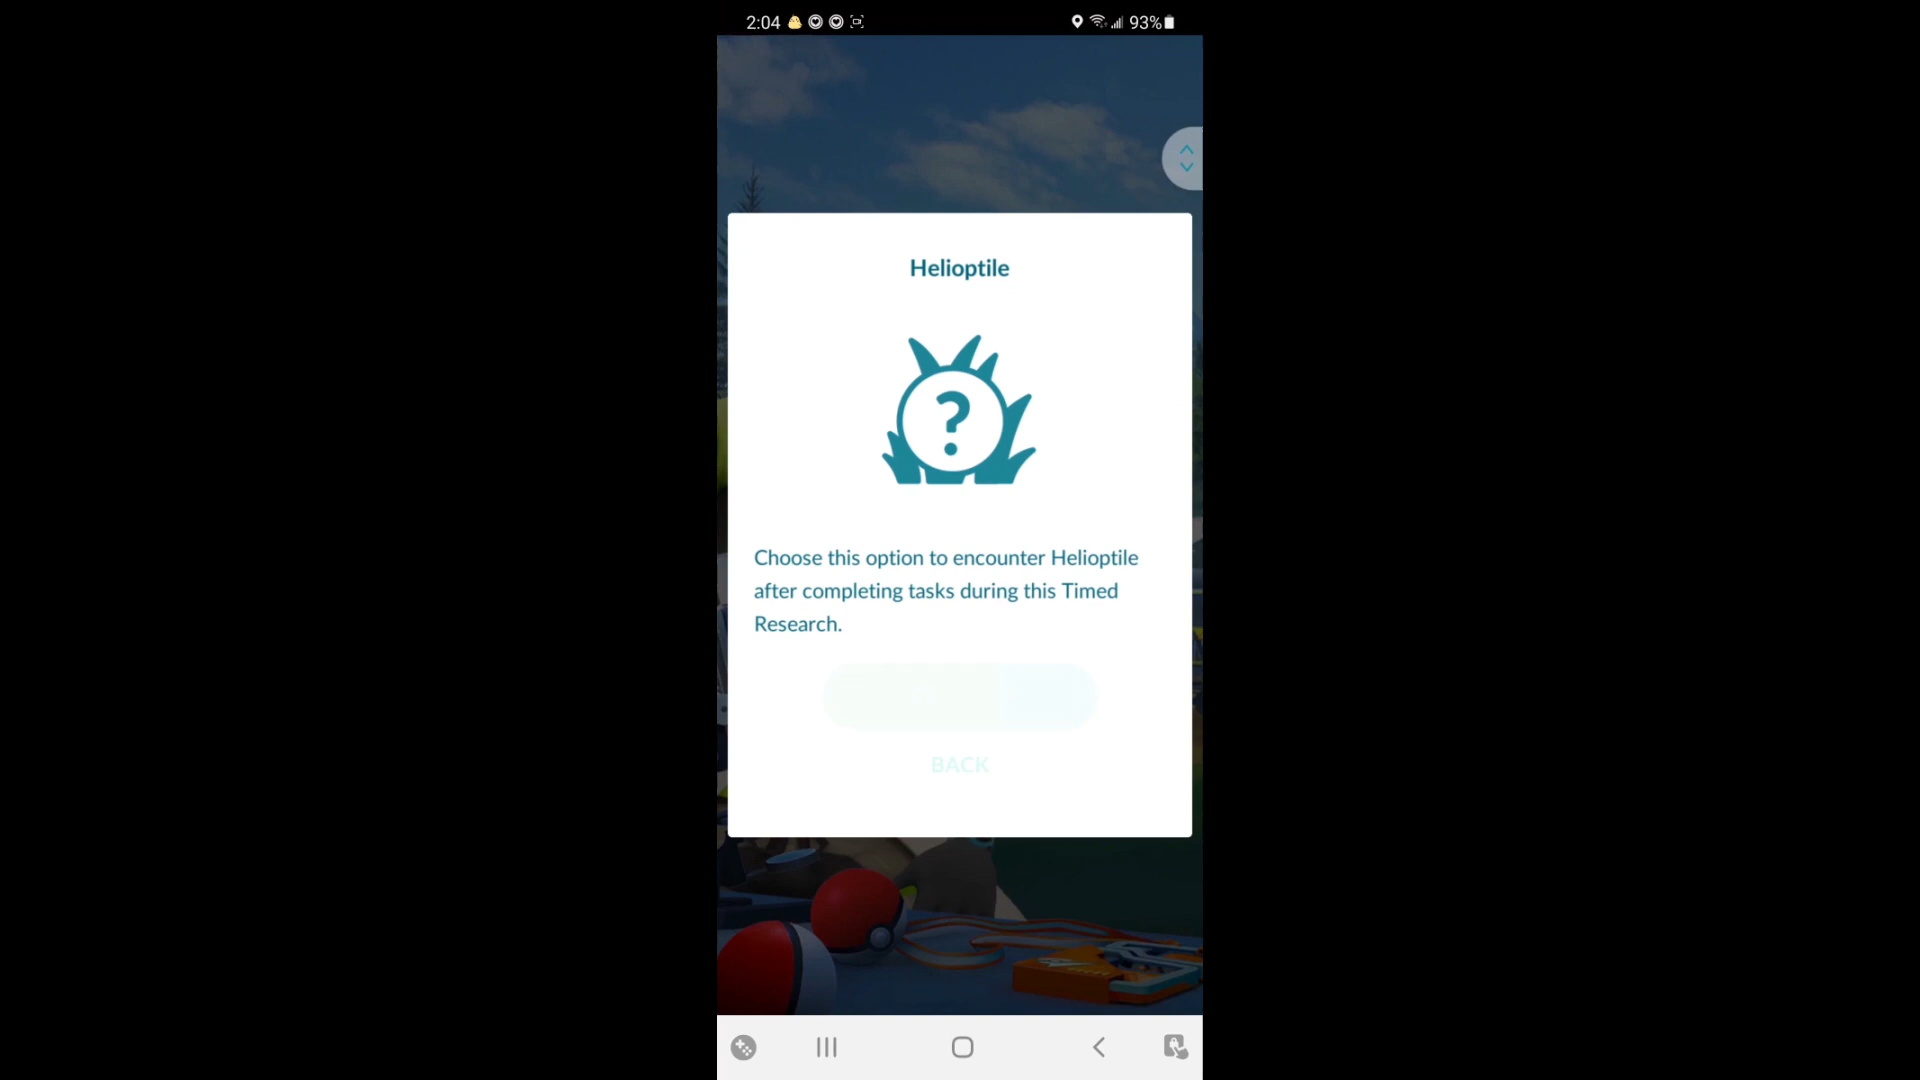 2:04
93%
Helioptile
?
Choose this option to encounter Helioptile
after completing tasks during this Timed
Research.
BACK